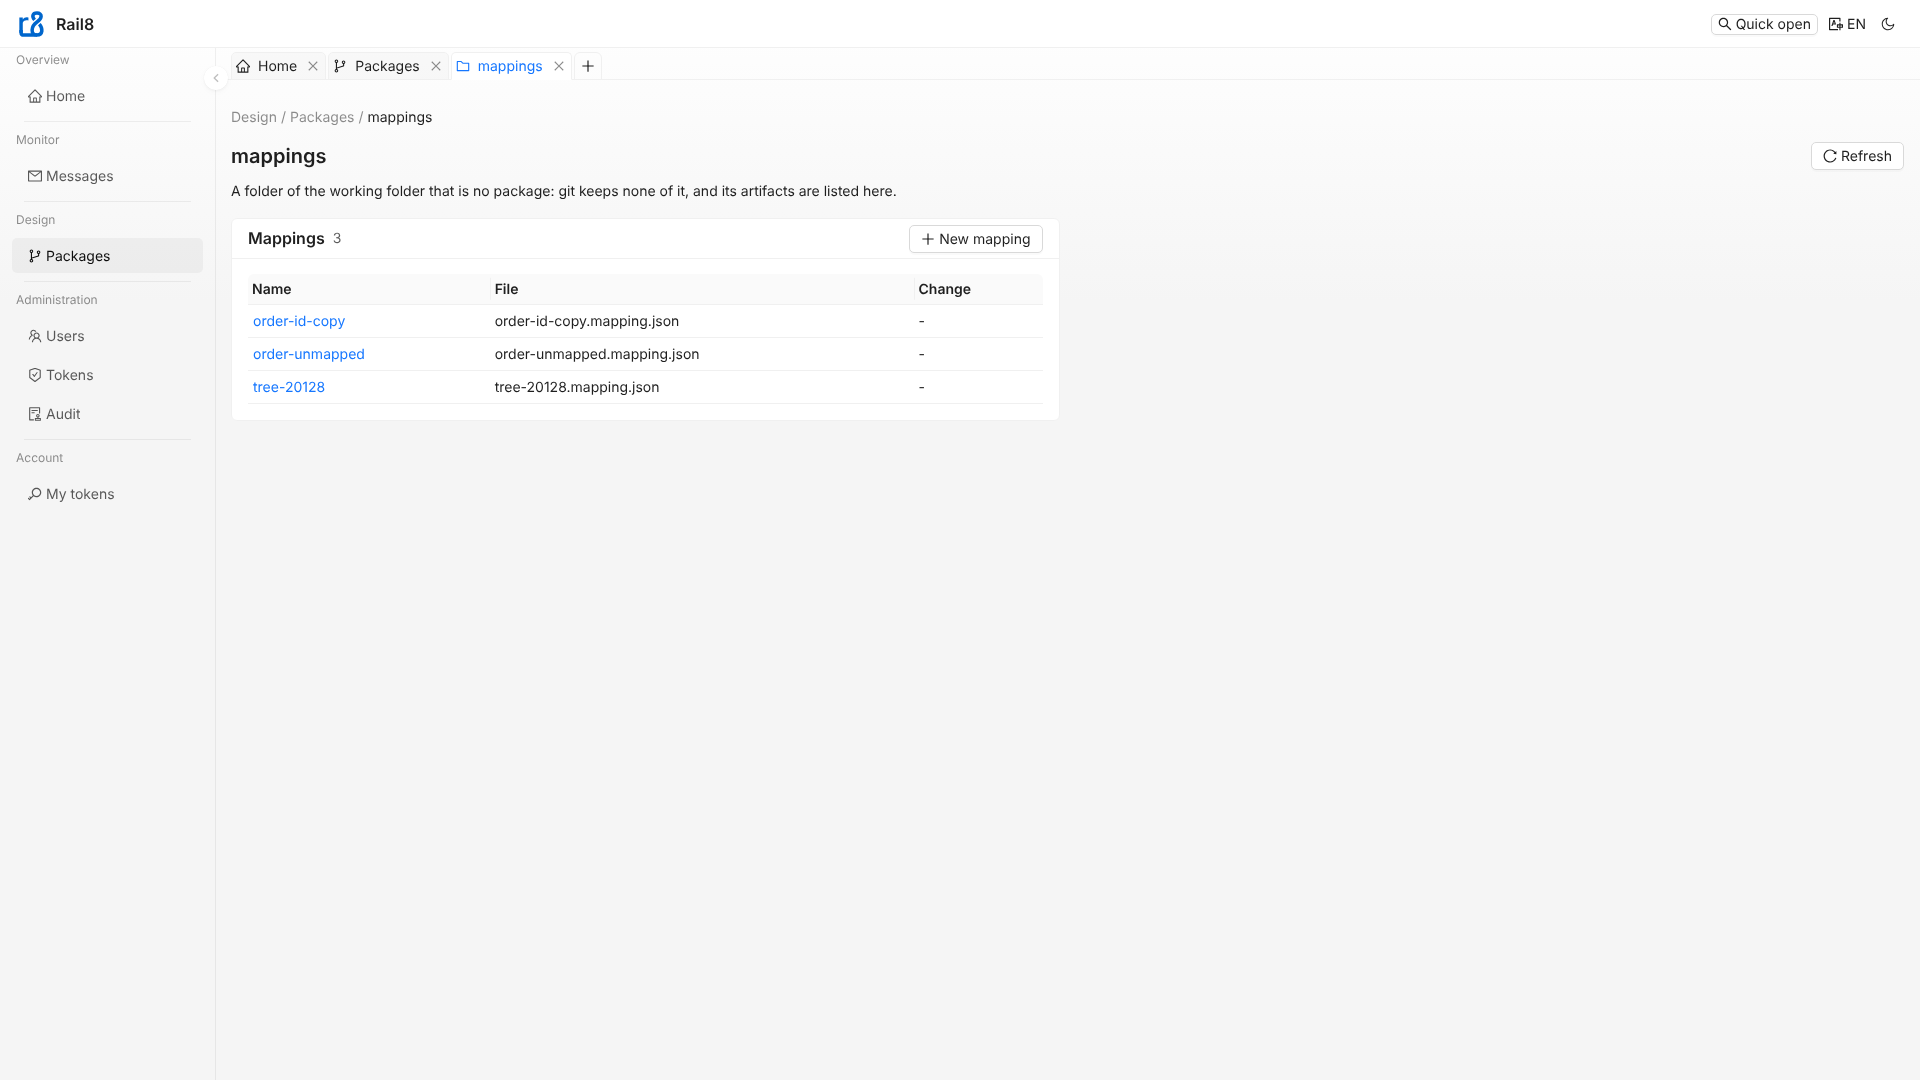 r8 Rail8
Quick open
EN
Overview
Home
Monitor
Messages
Design
Packages
Administration
Users
Tokens
Audit
Account
My tokens
Home
Packages
mappings
Design / Packages / mappings
mappings
Refresh
A folder of the working folder that is no package: git keeps none of it, and its artifacts are listed here.
Mappings 3
New mapping
Name File Change
order-id-copy order-id-copy.mapping.json -
order-unmapped order-unmapped.mapping.json -
tree-20128 tree-20128.mapping.json -